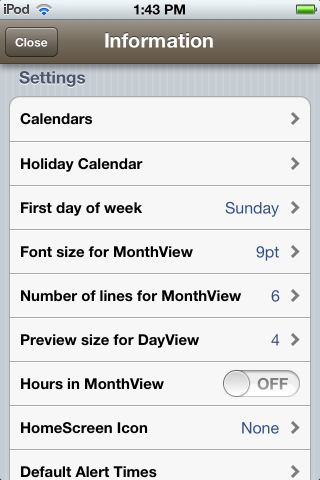 iPod 1:43 PM
Close Information
Settings
Calendars
Holiday Calendar
First day of week Sunday
Font size for MonthView 9pt
Number of lines for MonthView 6
Preview size for DayView 4
Hours in MonthView OFF
HomeScreen Icon None
Default Alert Times